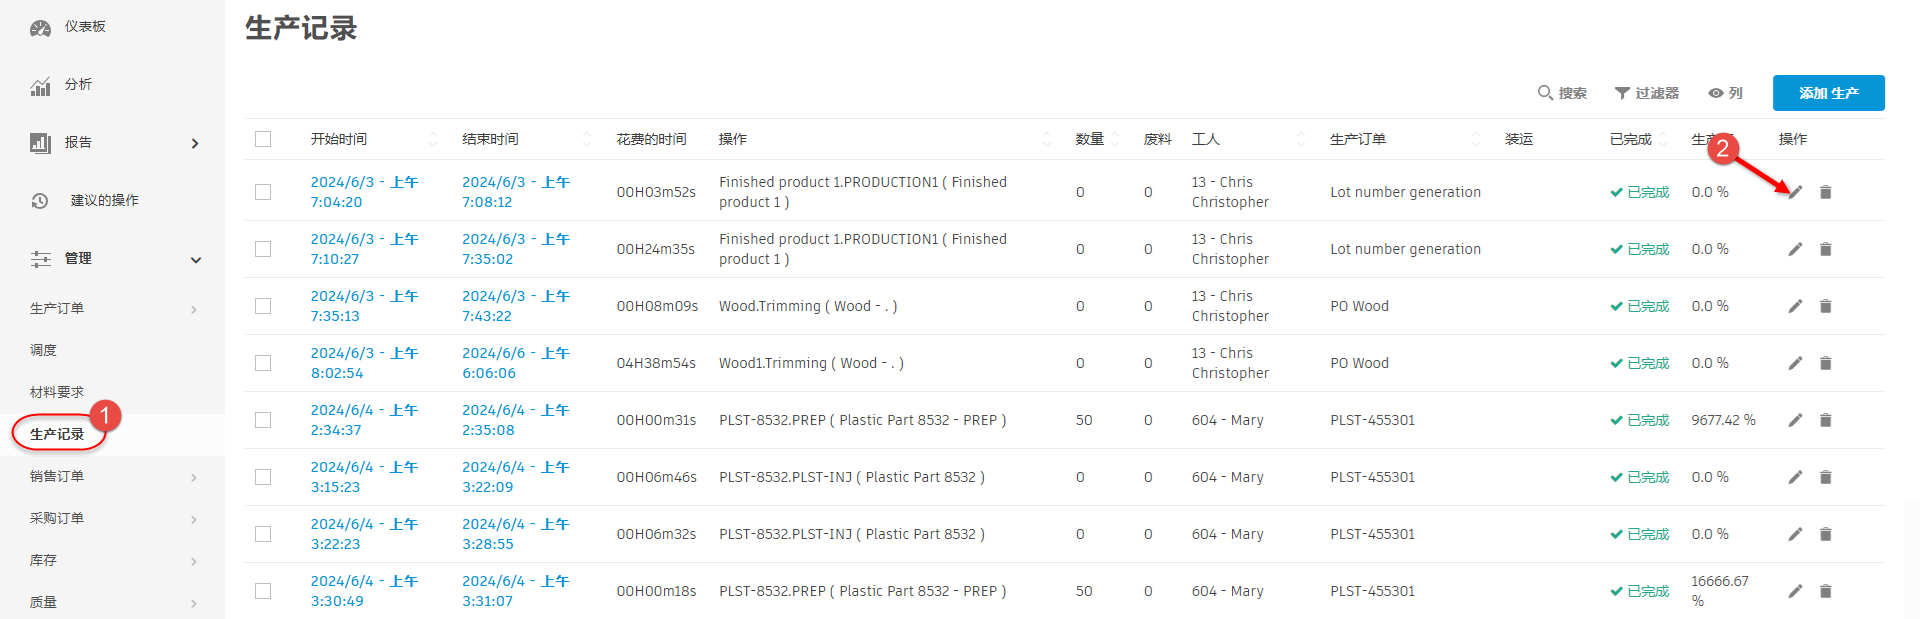 仪表板
分析
报告
建议的操作
管理
生产订单
调度
材料要求
生产记录
1
销售订单
采购订单
库存
质量
生产记录
搜索 过滤器 列 添加 生产
开始时间 结束时间 花费的时间 操作 数量 废料 工人 生产订单 装运 已完成 生产 操作
2
2024/6/3 - 上午 7:04:20 2024/6/3 - 上午 7:08:12 00H03m52s Finished product 1.PRODUCTION1 ( Finished product 1 ) 0 0 13 - Chris Christopher Lot number generation 已完成 0.0 %
2024/6/3 - 上午 7:10:27 2024/6/3 - 上午 7:35:02 00H24m35s Finished product 1.PRODUCTION1 ( Finished product 1 ) 0 0 13 - Chris Christopher Lot number generation 已完成 0.0 %
2024/6/3 - 上午 7:35:13 2024/6/3 - 上午 7:43:22 00H08m09s Wood.Trimming ( Wood - . ) 0 0 13 - Chris Christopher PO Wood 已完成 0.0 %
2024/6/3 - 上午 8:02:54 2024/6/6 - 上午 6:06:06 04H38m54s Wood1.Trimming ( Wood - . ) 0 0 13 - Chris Christopher PO Wood 已完成 0.0 %
2024/6/4 - 上午 2:34:37 2024/6/4 - 上午 2:35:08 00H00m31s PLST-8532.PREP ( Plastic Part 8532 - PREP ) 50 0 604 - Mary PLST-455301 已完成 9677.42 %
2024/6/4 - 上午 3:15:23 2024/6/4 - 上午 3:22:09 00H06m46s PLST-8532.PLST-INJ ( Plastic Part 8532 ) 0 0 604 - Mary PLST-455301 已完成 0.0 %
2024/6/4 - 上午 3:22:23 2024/6/4 - 上午 3:28:55 00H06m32s PLST-8532.PLST-INJ ( Plastic Part 8532 ) 0 0 604 - Mary PLST-455301 已完成 0.0 %
2024/6/4 - 上午 3:30:49 2024/6/4 - 上午 3:31:07 00H00m18s PLST-8532.PREP ( Plastic Part 8532 - PREP ) 50 0 604 - Mary PLST-455301 已完成 16666.67 %